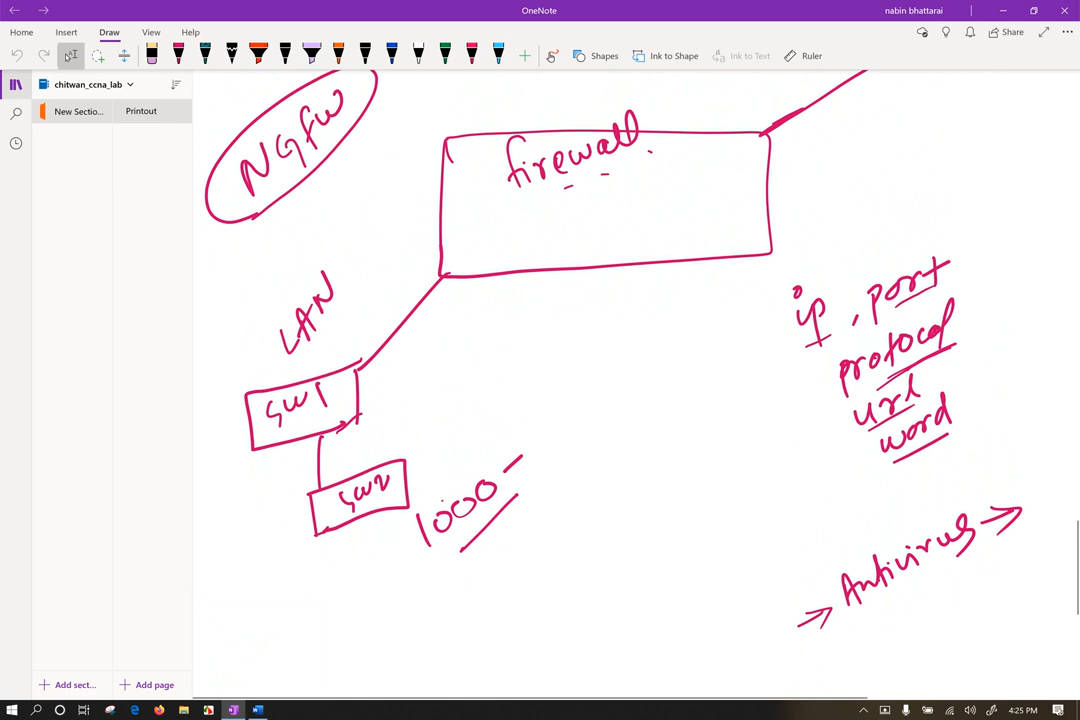 OneNote
nabin bhattarai
Home
Insert
Draw
View
Help
Share
Shapes
Ink to Shape
Ink to Text
Ruler
chitwan_ccna_lab
New Sectio...
Printout
NGfw
firewall
LAN
SW1
SW2
1000
ip, port
protocol
url
word
Antivirus
Add sect...
Add page
4:25 PM